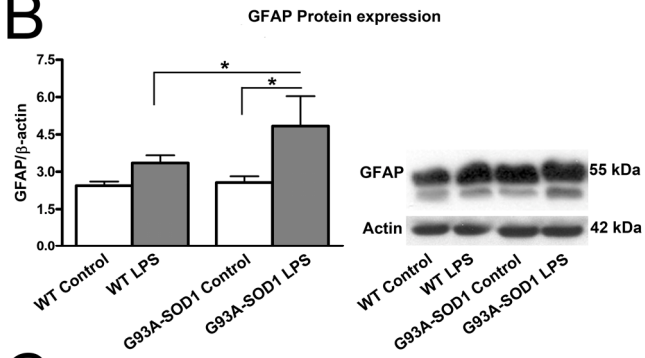 B
GFAP Protein expression
GFAP/β-actin
7.5
6.0
4.5
3.0
1.5
0.0
*
*
WT Control
WT LPS
G93A-SOD1 Control
G93A-SOD1 LPS
GFAP
55 kDa
Actin
42 kDa
WT Control
WT LPS
G93A-SOD1 Control
G93A-SOD1 LPS